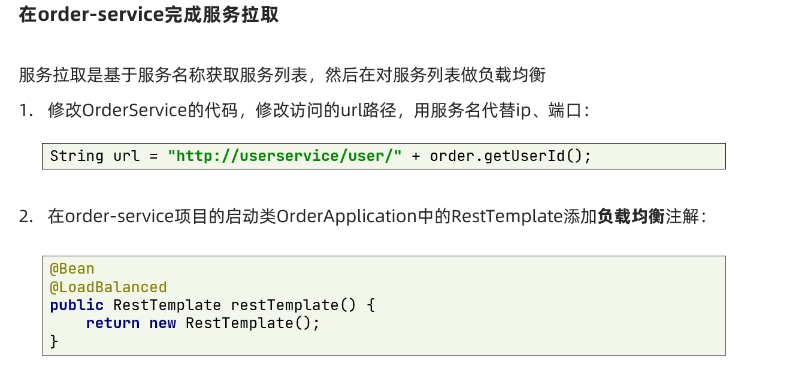 在order-service完成服务拉取
服务拉取是基于服务名称获取服务列表，然后在对服务列表做负载均衡
1. 修改OrderService的代码，修改访问的url路径，用服务名代替ip、端口：
String url = "http://userservice/user/" + order.getUserId();
2. 在order-service项目的启动类OrderApplication中的RestTemplate添加负载均衡注解：
@Bean
@LoadBalanced
public RestTemplate restTemplate() {
    return new RestTemplate();
}